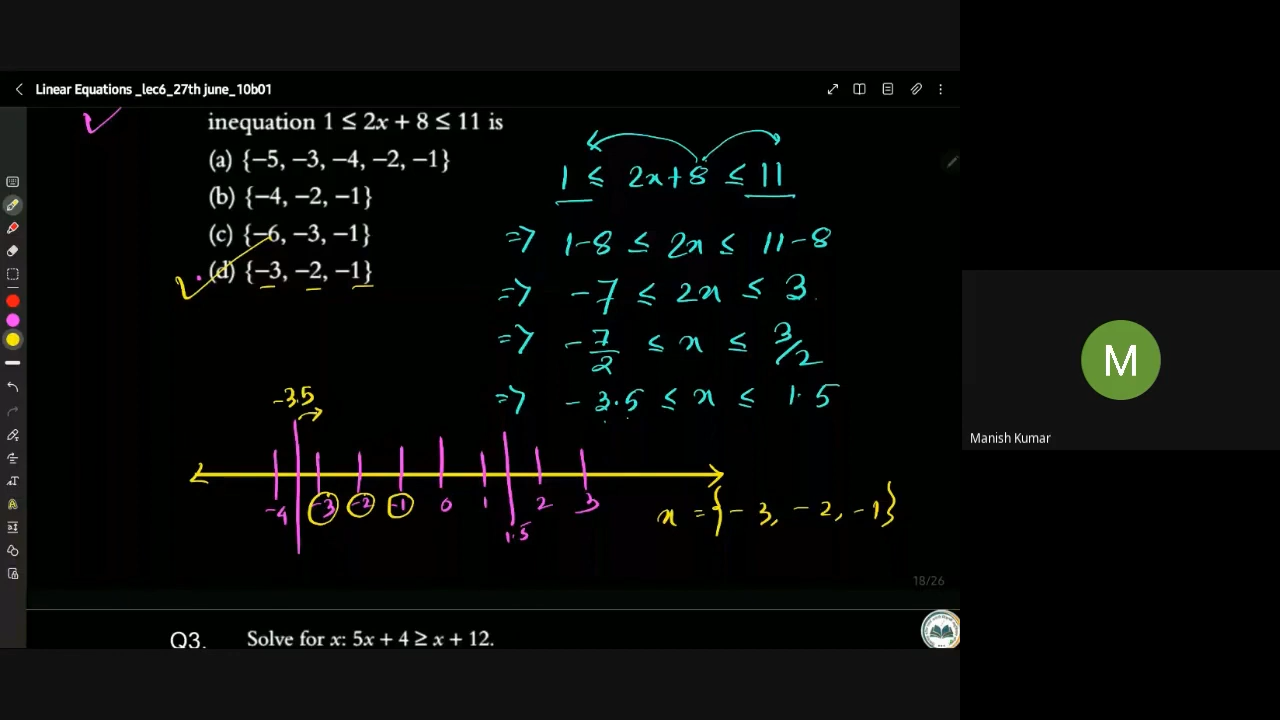 Linear Equations _lec6_27th june_10b01
inequation 1 ≤ 2x + 8 ≤ 11 is
(a) {−5, −3, −4, −2, −1}
(b) {−4, −2, −1}
(c) {−6, −3, −1}
(d) {−3, −2, −1}
1 ≤ 2x+8 ≤ 11
=> 1-8 ≤ 2x ≤ 11-8
=> -7 ≤ 2x ≤ 3
=> -7/2 ≤ x ≤ 3/2
=> -3.5 ≤ x ≤ 1.5
-3.5
-4 -3 -2 -1 0 1 2 3
1.5
x = {-3, -2, -1}
18/26
Q3. Solve for x: 5x + 4 ≥ x + 12.
M
Manish Kumar